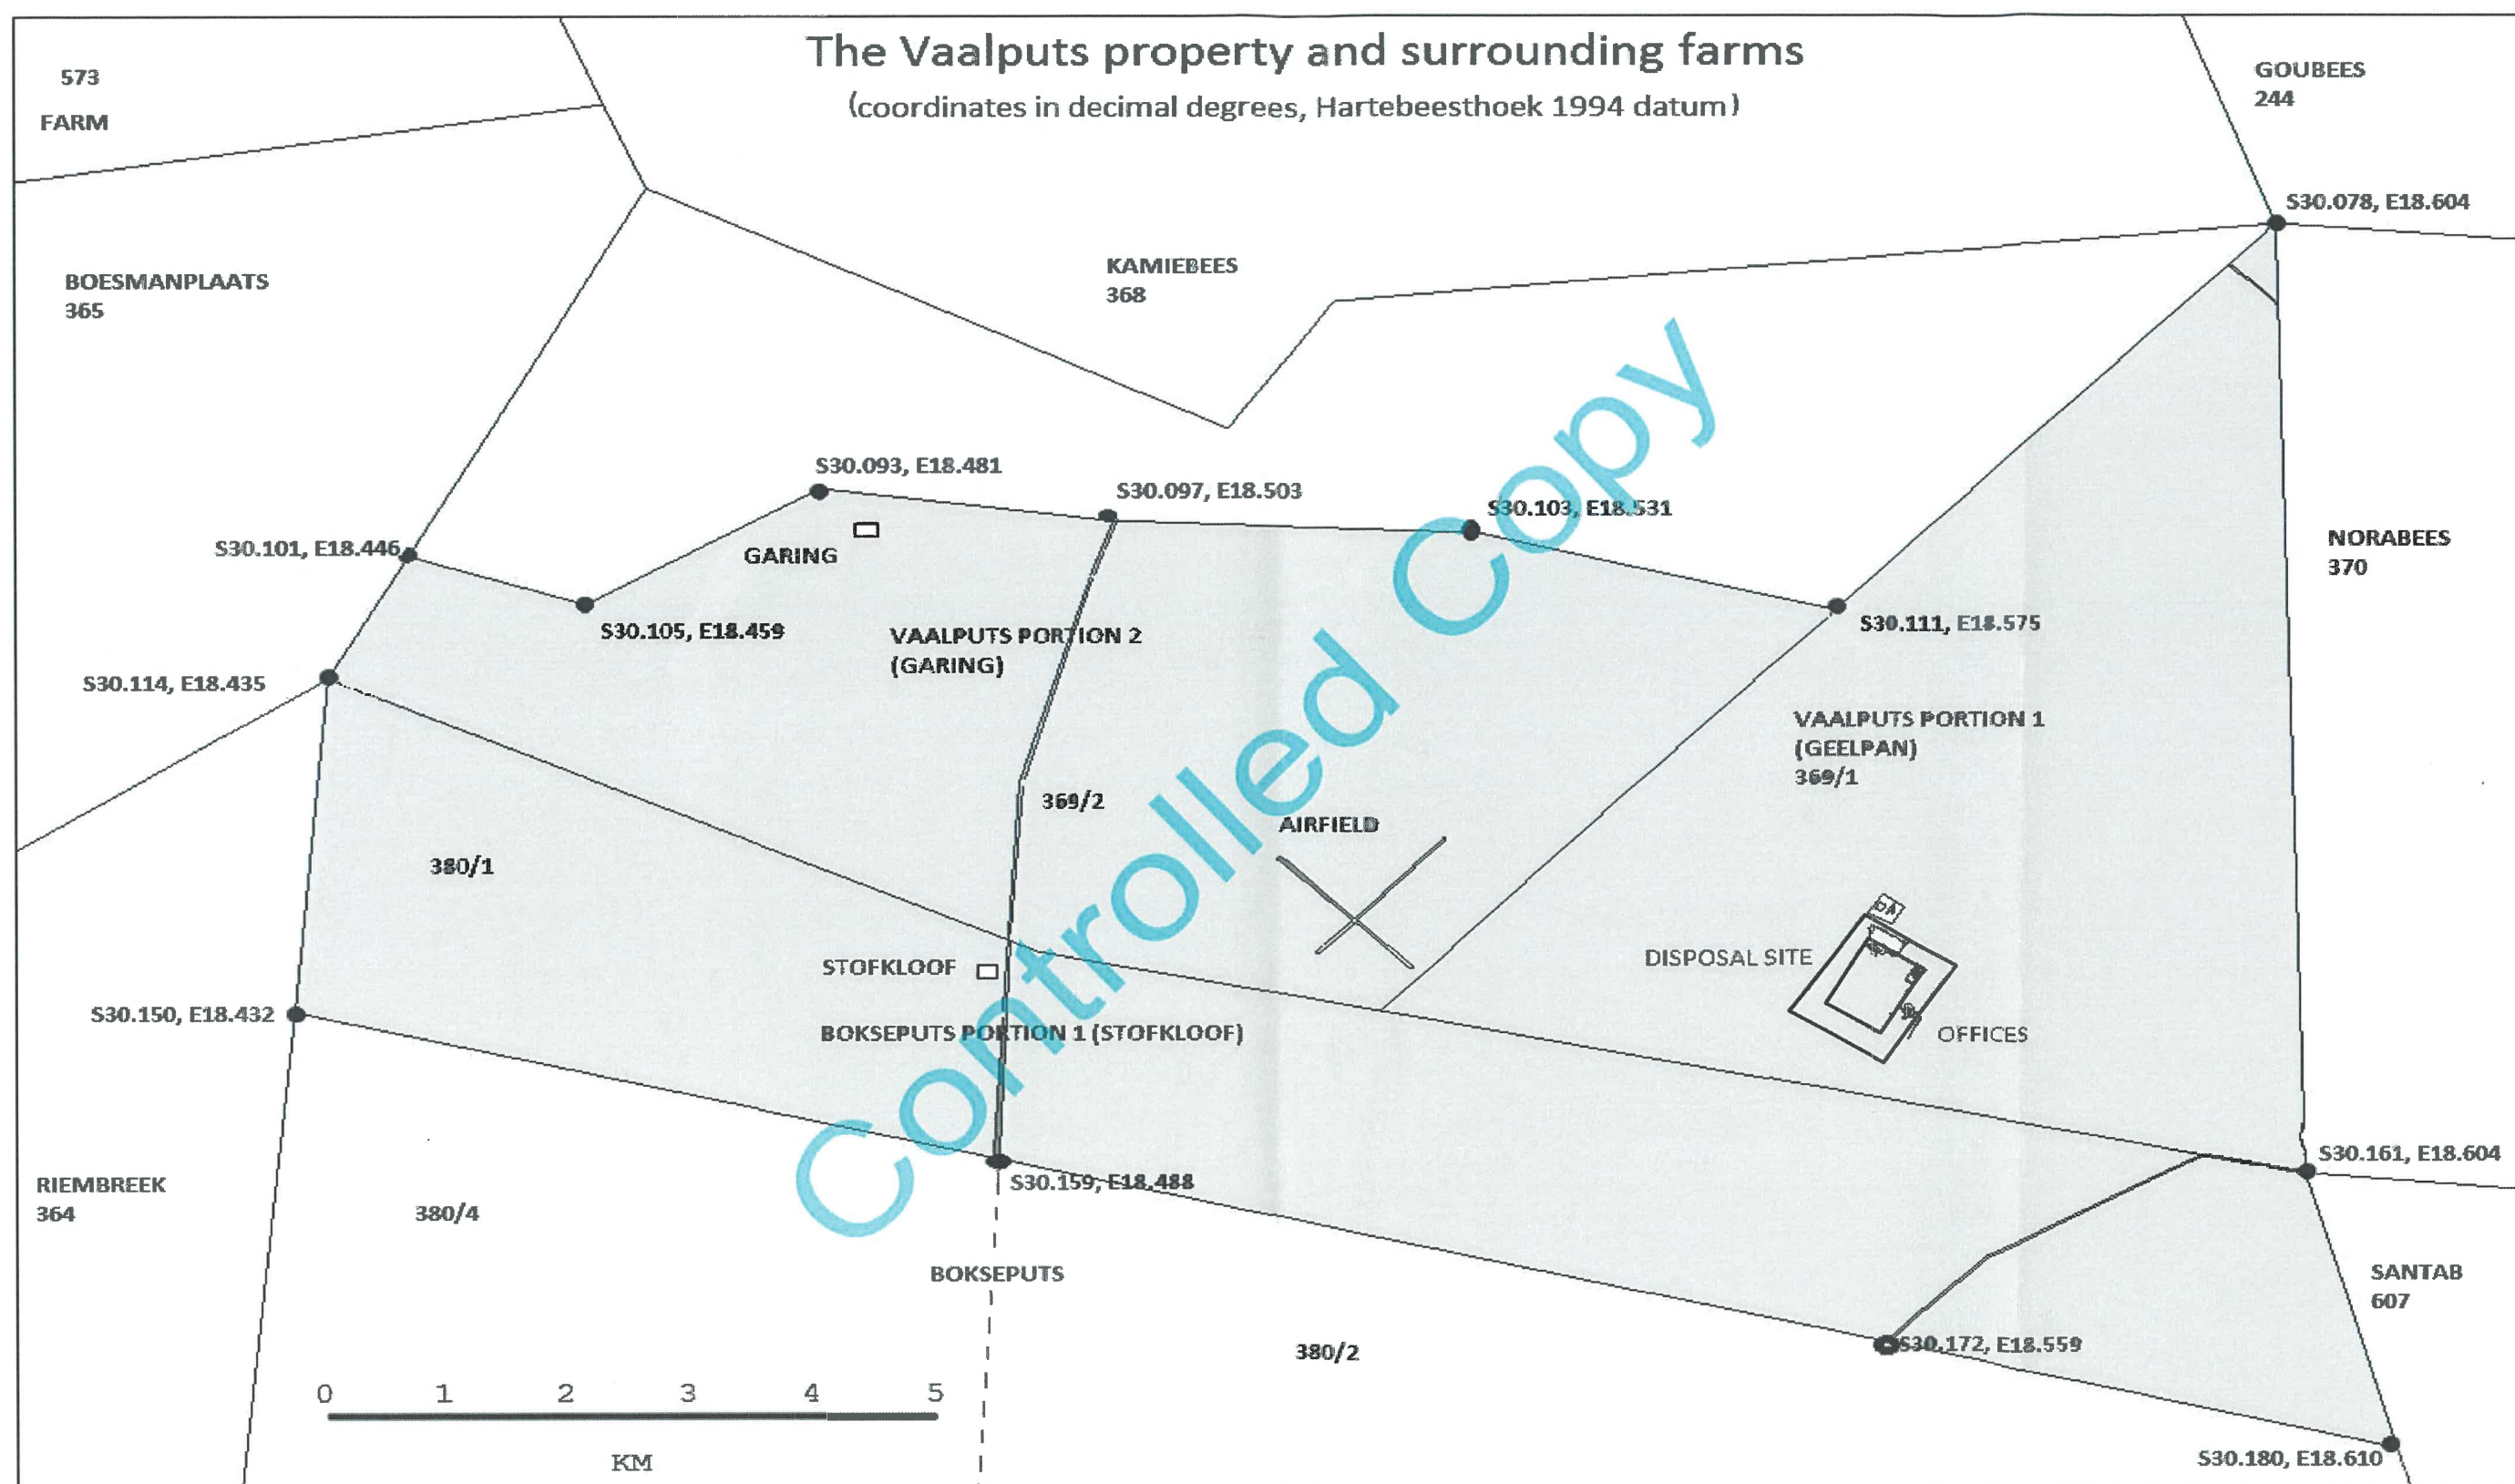 The Vaalputs property and surrounding farms
(coordinates in decimal degrees, Hartebeesthoek 1994 datum)
573
FARM
GOUBEES
244
S30.078, E18.604
BOESMANPLAATS
365
KAMIEBEES
368
S30.093, E18.481
S30.097, E18.503
S30.103, E18.531
S30.101, E18.446
GARING
NORABEES
370
S30.105, E18.459
VAALPUTS PORTION 2
(GARING)
S30.111, E18.575
S30.114, E18.435
VAALPUTS PORTION 1
(GEELPAN)
369/1
369/2
AIRFIELD
380/1
STOFKLOOF
DISPOSAL SITE
S30.150, E18.432
BOKSEPUTS PORTION 1 (STOFKLOOF)
OFFICES
S30.161, E18.604
S30.159, E18.488
RIEMBREEK
364
380/4
BOKSEPUTS
SANTAB
607
S30.172, E18.559
380/2
0 1 2 3 4 5
KM
S30.180, E18.610
Controlled Copy